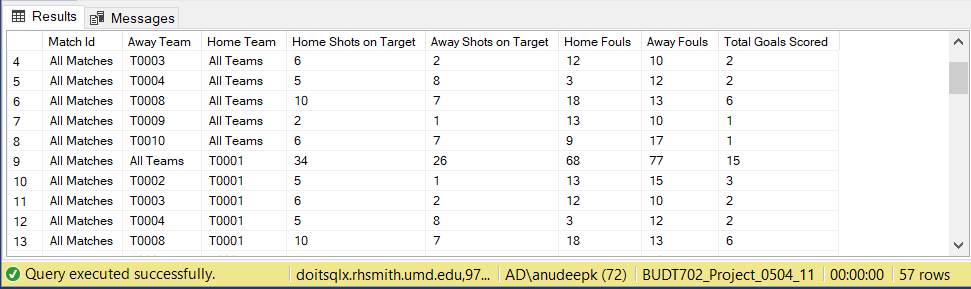 Results Messages
Match Id Away Team Home Team Home Shots on Target Away Shots on Target Home Fouls Away Fouls Total Goals Scored
4 All Matches T0003 All Teams 6 2 12 10 2
5 All Matches T0004 All Teams 5 8 3 12 2
6 All Matches T0008 All Teams 10 7 18 13 6
7 All Matches T0009 All Teams 2 1 13 10 1
8 All Matches T0010 All Teams 6 7 9 17 1
9 All Matches All Teams T0001 34 26 68 77 15
10 All Matches T0002 T0001 5 1 13 15 3
11 All Matches T0003 T0001 6 2 12 10 2
12 All Matches T0004 T0001 5 8 3 12 2
13 All Matches T0008 T0001 10 7 18 13 6
Query executed successfully. doitsqlx.rhsmith.umd.edu,97... AD\anudeepk (72) BUDT702_Project_0504_11 00:00:00 57 rows